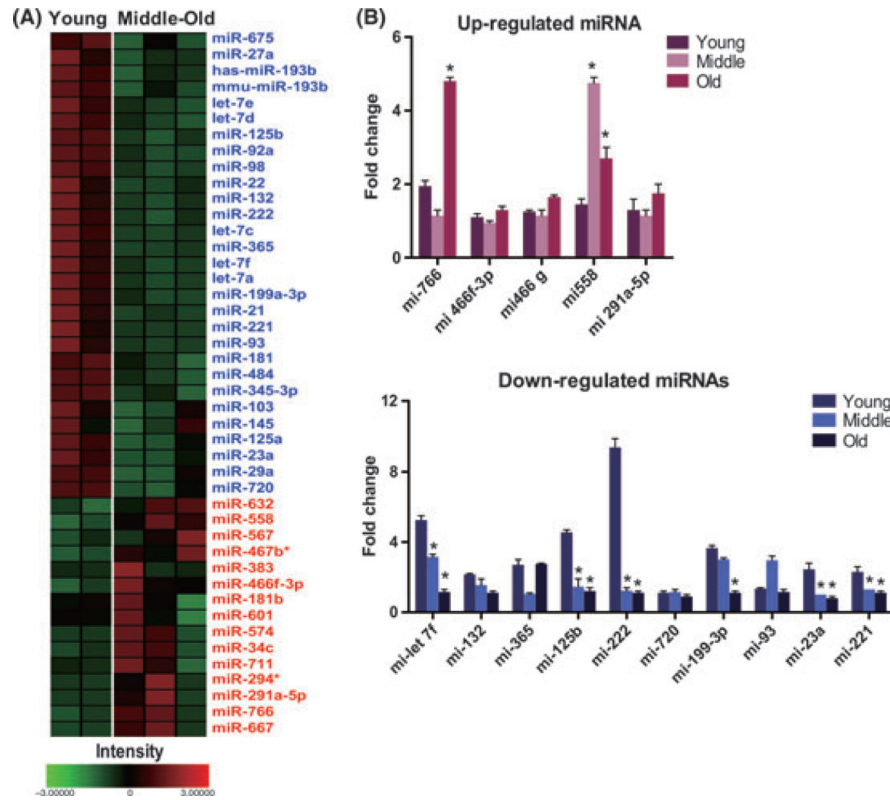 (A)
Young Middle-Old
miR-675
miR-27a
has-miR-193b
mmu-miR-193b
let-7e
let-7d
miR-125b
miR-92a
miR-98
miR-22
miR-132
miR-222
let-7c
miR-365
let-7f
let-7a
miR-199a-3p
miR-21
miR-221
miR-93
miR-181
miR-484
miR-345-3p
miR-103
miR-145
miR-125a
miR-23a
miR-29a
miR-720
miR-632
miR-558
miR-567
miR-467b*
miR-383
miR-466f-3p
miR-181b
miR-601
miR-574
miR-34c
miR-711
miR-294*
miR-291a-5p
miR-766
miR-667
Intensity
-3.00000 0 3.00000
(B)
Up-regulated miRNA
Young
Middle
Old
Fold change
6
4
2
0
*
*
*
mi-766
mi 466f-3p
mi466 g
mi558
mi 291a-5p
Down-regulated miRNAs
Young
Middle
Old
Fold change
12
8
4
0
* *
* *
* *
*
* *
* *
mi-let 7f
mi-132
mi-365
mi-125b
mi-222
mi-720
mi-199-3p
mi-93
mi-23a
mi-221